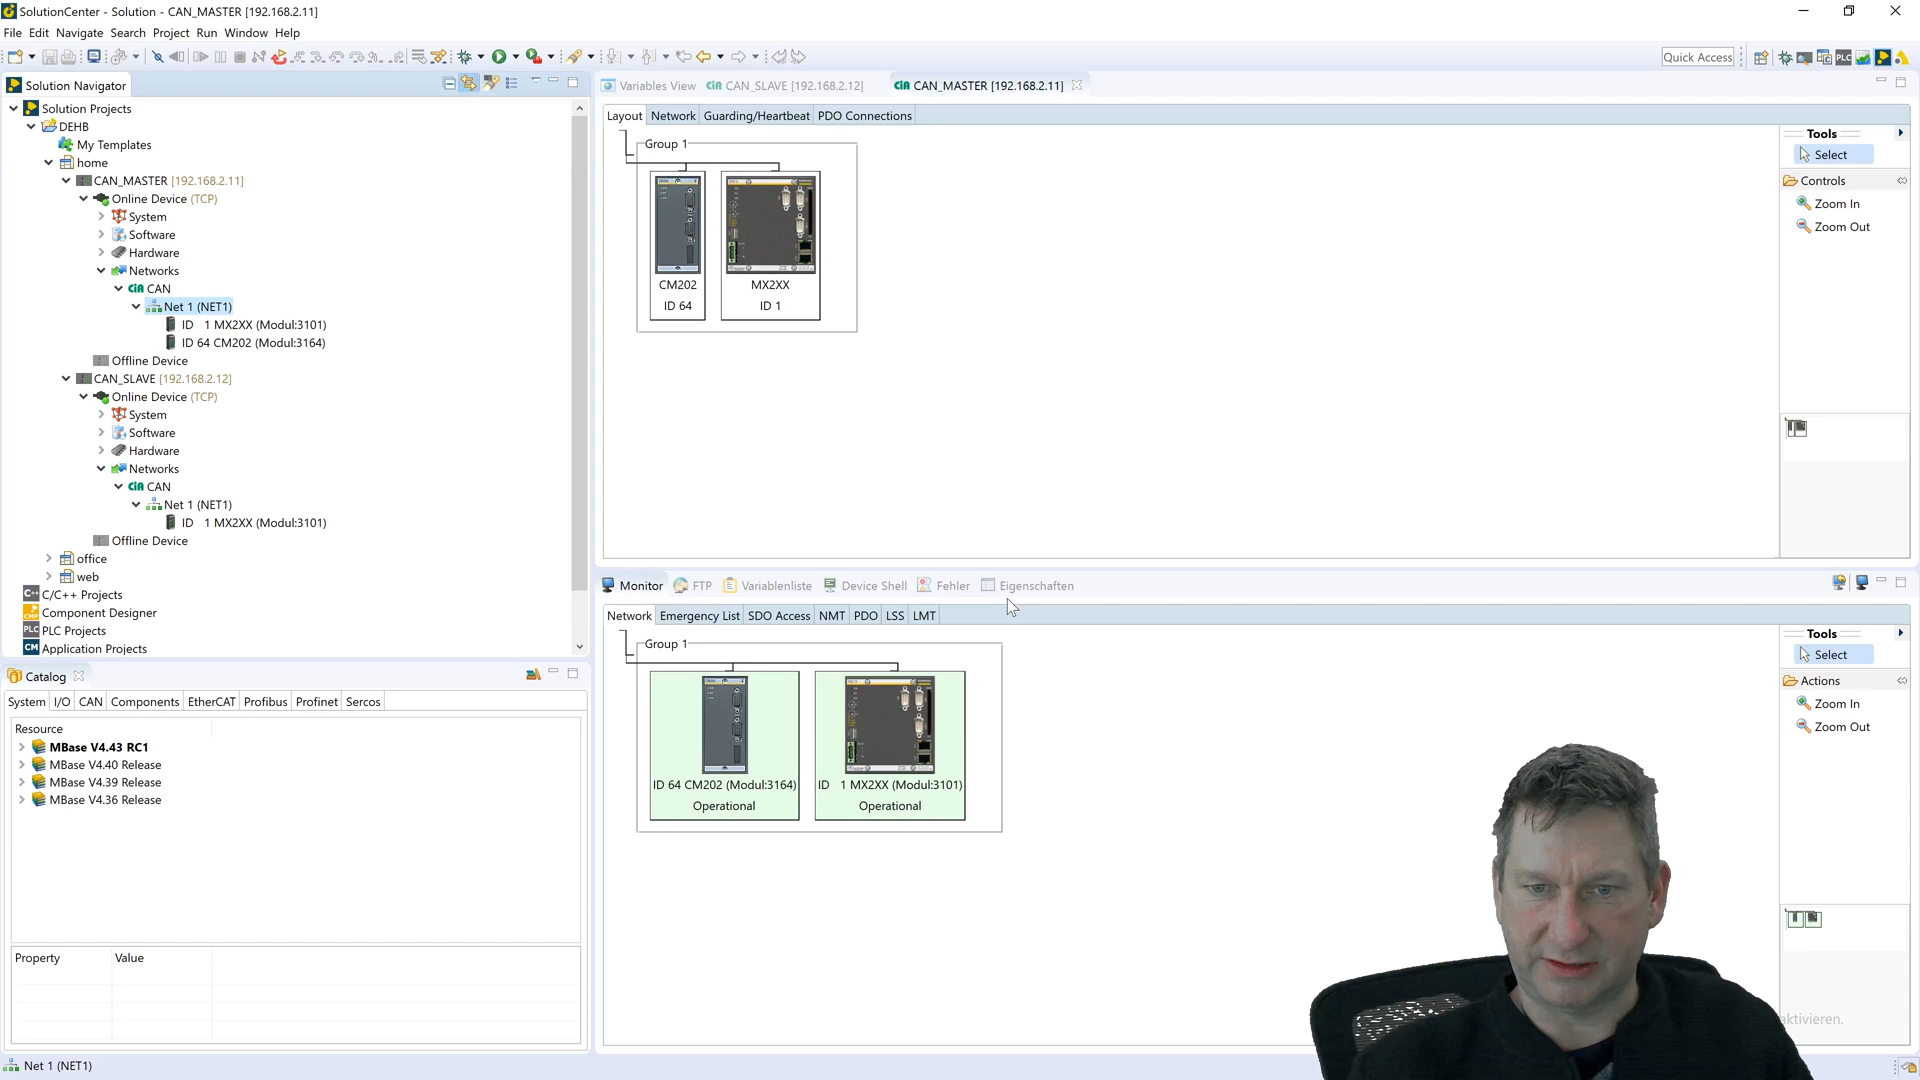 SolutionCenter - Solution - CAN_MASTER [192.168.2.11]
File Edit Navigate Search Project Run Window Help
Quick Access
Solution Navigator
Solution Projects
DEHB
My Templates
home
CAN_MASTER [192.168.2.11]
Online Device (TCP)
System
Software
Hardware
Networks
CiA CAN
Net 1 (NET1)
ID 1 MX2XX (Modul:3101)
ID 64 CM202 (Modul:3164)
Offline Device
CAN_SLAVE [192.168.2.12]
Online Device (TCP)
System
Software
Hardware
Networks
CiA CAN
Net 1 (NET1)
ID 1 MX2XX (Modul:3101)
Offline Device
office
web
C++ C/C++ Projects
CMP Component Designer
PLC PLC Projects
CM Application Projects
Catalog
System I/O CAN Components EtherCAT Profibus Profinet Sercos
Resource
MBase V4.43 RC1
MBase V4.40 Release
MBase V4.39 Release
MBase V4.36 Release
Property Value
Net 1 (NET1)
Variables View CiA CAN_SLAVE [192.168.2.12] CiA CAN_MASTER [192.168.2.11]
Layout Network Guarding/Heartbeat PDO Connections
Group 1
CM202 MX2XX
ID 64 ID 1
Tools
Select
Controls
Zoom In
Zoom Out
Monitor FTP Variablenliste Device Shell Fehler Eigenschaften
Network Emergency List SDO Access NMT PDO LSS LMT
Group 1
ID 64 CM202 (Modul:3164) ID 1 MX2XX (Modul:3101)
Operational Operational
Tools
Select
Actions
Zoom In
Zoom Out
aktivieren.